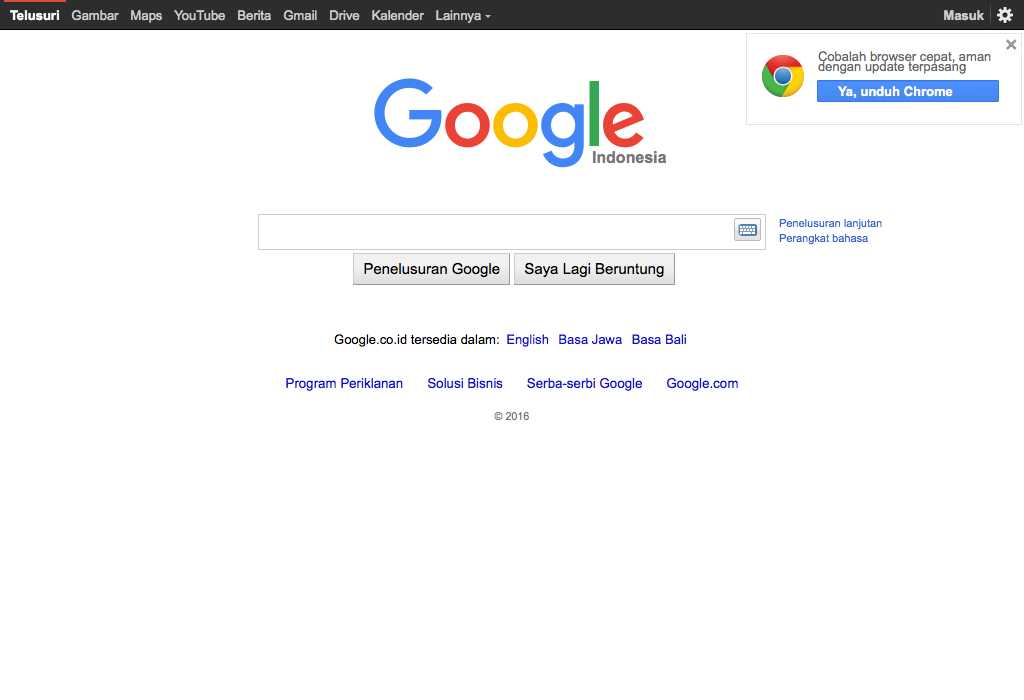 Telusuri Gambar Maps YouTube Berita Gmail Drive Kalender Lainnya Masuk
Cobalah browser cepat, aman
dengan update terpasang
Ya, unduh Chrome
Google
Indonesia
Penelusuran lanjutan
Perangkat bahasa
Penelusuran Google Saya Lagi Beruntung
Google.co.id tersedia dalam: English Basa Jawa Basa Bali
Program Periklanan Solusi Bisnis Serba-serbi Google Google.com
© 2016